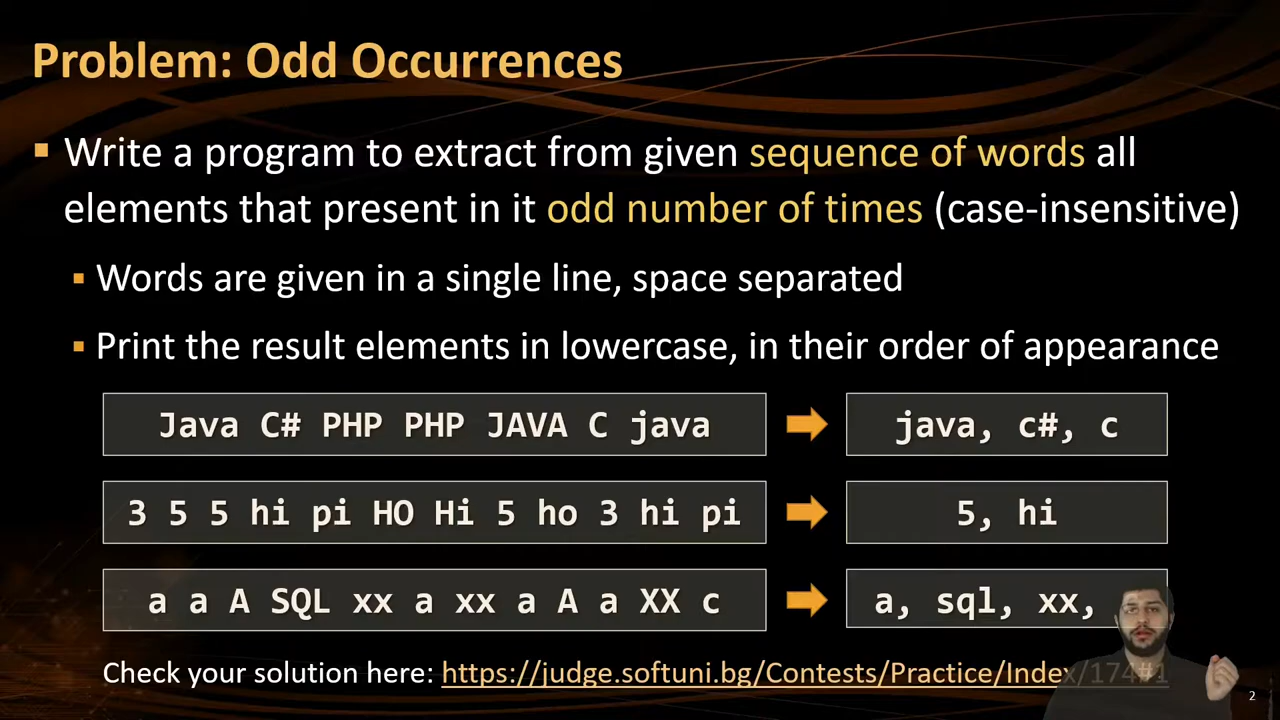 Problem: Odd Occurrences
Write a program to extract from given sequence of words all
elements that present in it odd number of times (case-insensitive)
Words are given in a single line, space separated
Print the result elements in lowercase, in their order of appearance
Java C# PHP PHP JAVA C java
java, c#, c
3 5 5 hi pi HO Hi 5 ho 3 hi pi
5, hi
a a A SQL xx a xx a A a XX c
a, sql, xx,
Check your solution here: https://judge.softuni.bg/Contests/Practice/Index/174#1
2